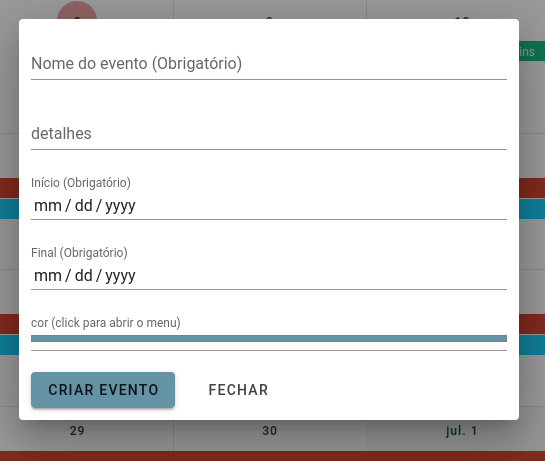 ins
Nome do evento (Obrigatório)
detalhes
Início (Obrigatório)
mm / dd / yyyy
Final (Obrigatório)
mm / dd / yyyy
cor (click para abrir o menu)
CRIAR EVENTO FECHAR
29 30 jul. 1